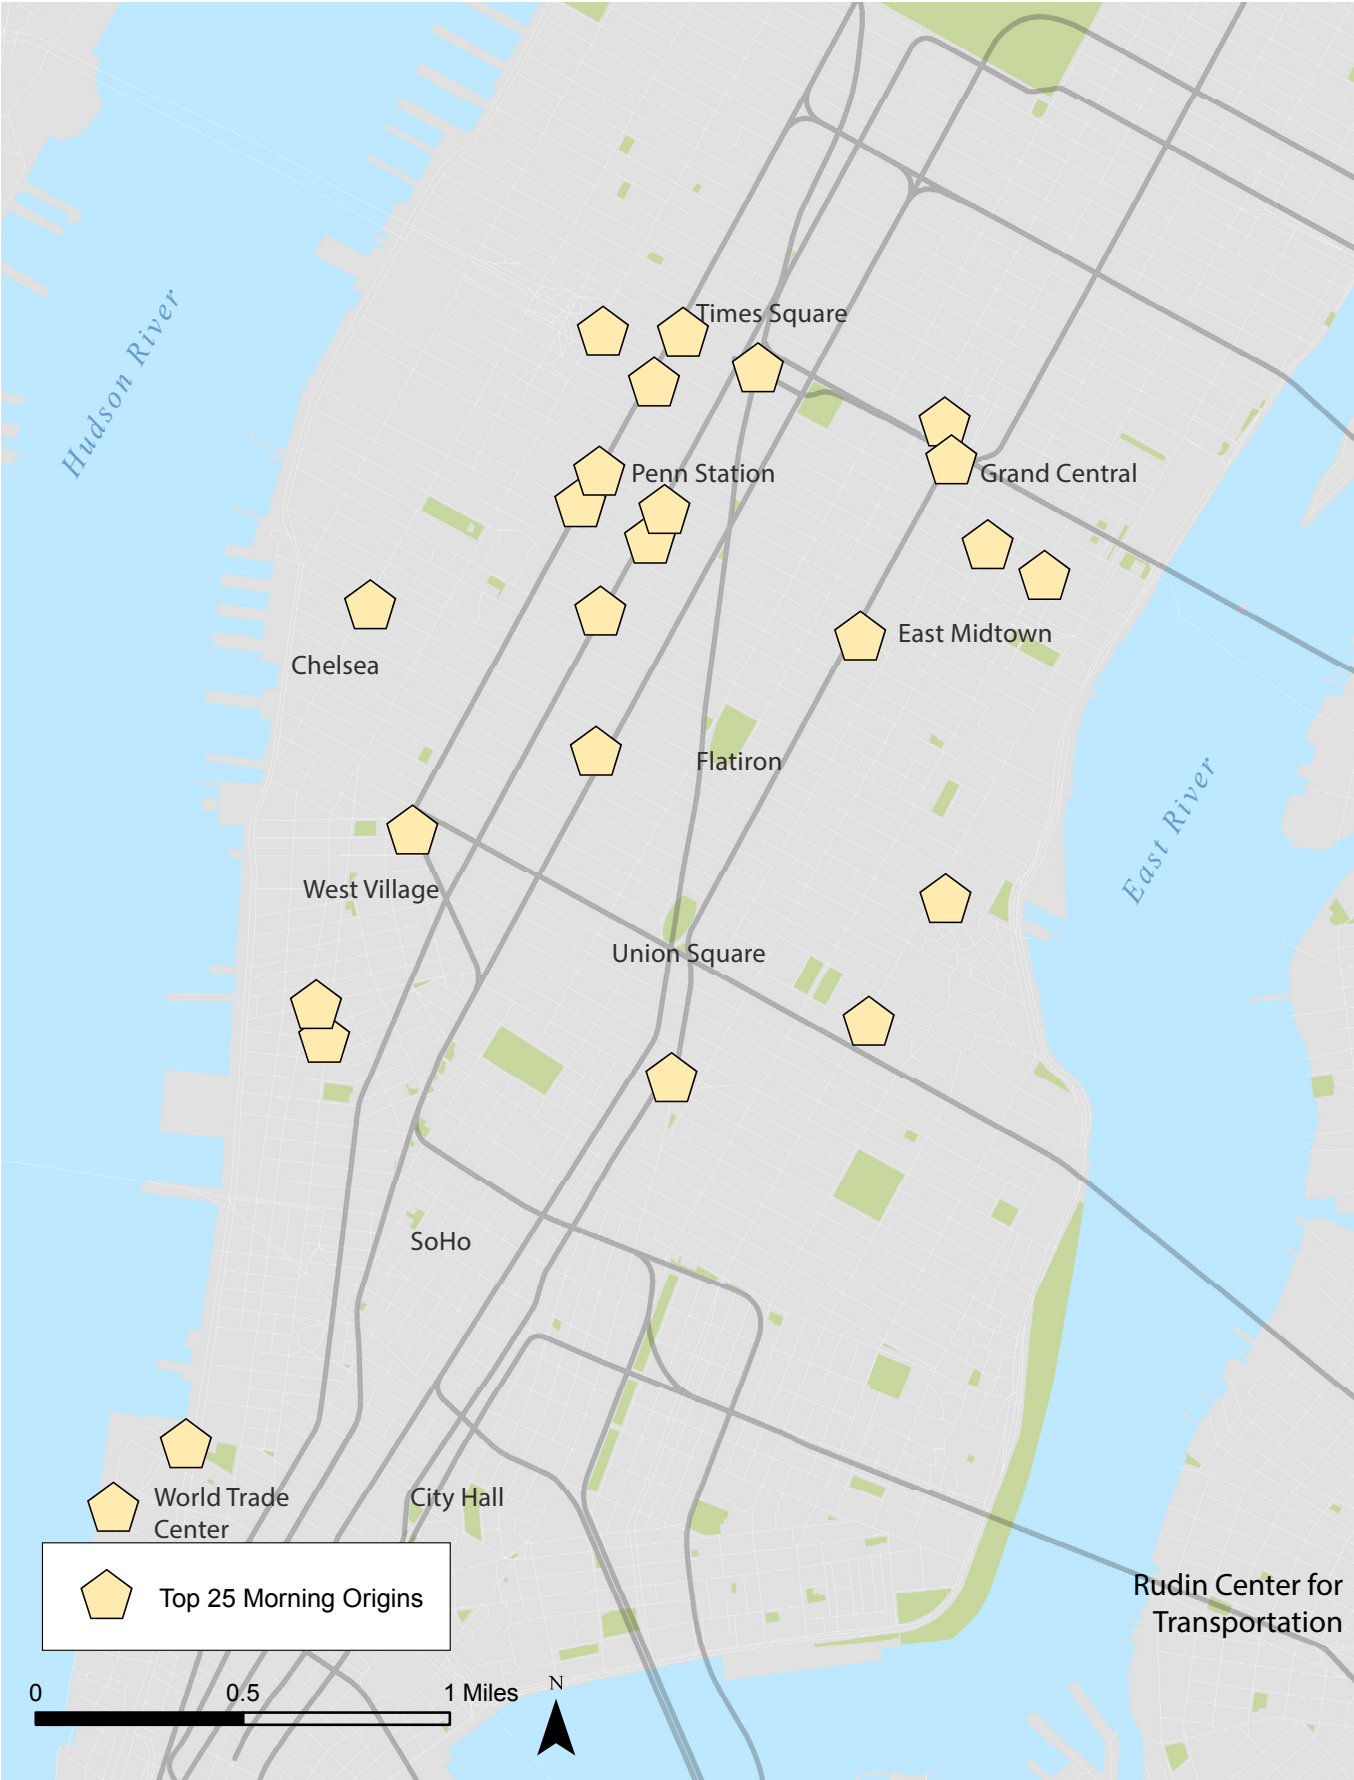 Times Square
Hudson River
Penn Station
Grand Central
East Midtown
Chelsea
Flatiron
East River
West Village
Union Square
SoHo
World Trade
Center
City Hall
Top 25 Morning Origins
Rudin Center for
Transportation
0 0.5 1 Miles
N